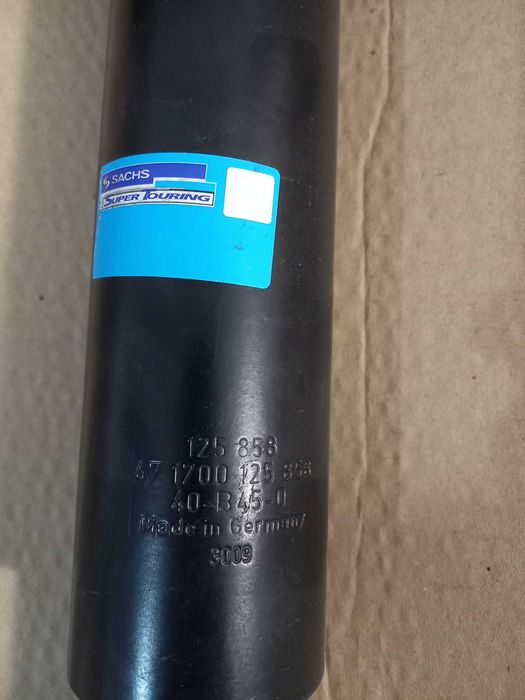 SACHS
SUPER TOURING
125 858
47 1700 125 858
40-B45-0
Made in Germany
3009